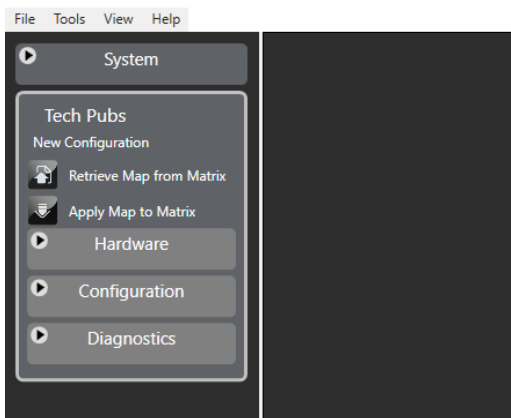 File Tools View Help
System
Tech Pubs
New Configuration
Retrieve Map from Matrix
Apply Map to Matrix
Hardware
Configuration
Diagnostics